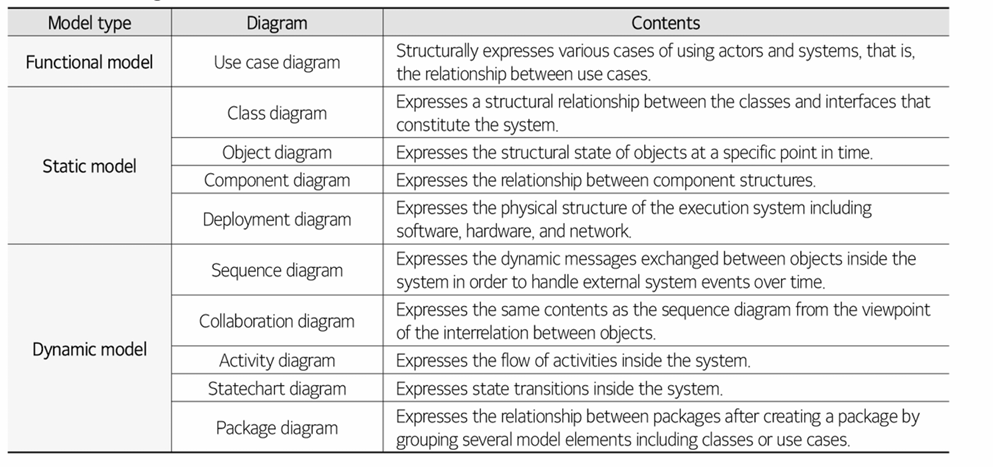 Model type Diagram Contents
Functional model Use case diagram Structurally expresses various cases of using actors and systems, that is,
the relationship between use cases.
Static model
Class diagram Expresses a structural relationship between the classes and interfaces that
constitute the system.
Object diagram Expresses the structural state of objects at a specific point in time.
Component diagram Expresses the relationship between component structures.
Deployment diagram Expresses the physical structure of the execution system including
software, hardware, and network.
Dynamic model
Sequence diagram Expresses the dynamic messages exchanged between objects inside the
system in order to handle external system events over time.
Collaboration diagram Expresses the same contents as the sequence diagram from the viewpoint
of the interrelation between objects.
Activity diagram Expresses the flow of activities inside the system.
Statechart diagram Expresses state transitions inside the system.
Package diagram Expresses the relationship between packages after creating a package by
grouping several model elements including classes or use cases.